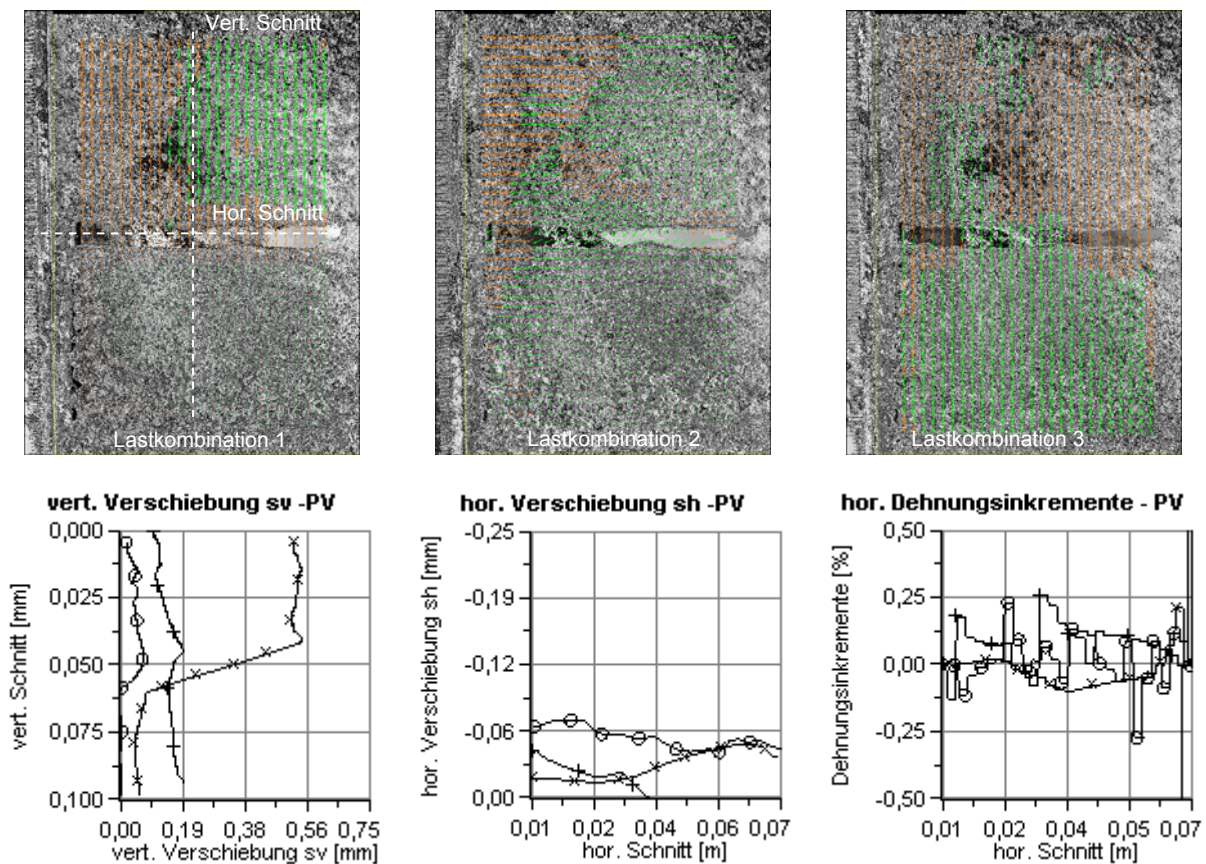 Vert. Schnitt
Hor. Schnitt
Lastkombination 1
Lastkombination 2
Lastkombination 3
vert. Verschiebung sv -PV
0,000
0,025
0,050
0,075
0,100
vert. Schnitt [mm]
0,00 0,19 0,38 0,56 0,75
vert. Verschiebung sv [mm]
hor. Verschiebung sh -PV
-0,25
-0,19
-0,12
-0,06
0,00
hor. Verschiebung sh [mm]
0,01 0,02 0,04 0,05 0,07
hor. Schnitt [m]
hor. Dehnungsinkremente - PV
0,50
0,25
0,00
-0,25
-0,50
Dehnungsinkremente [%]
0,01 0,02 0,04 0,05 0,07
hor. Schnitt [m]